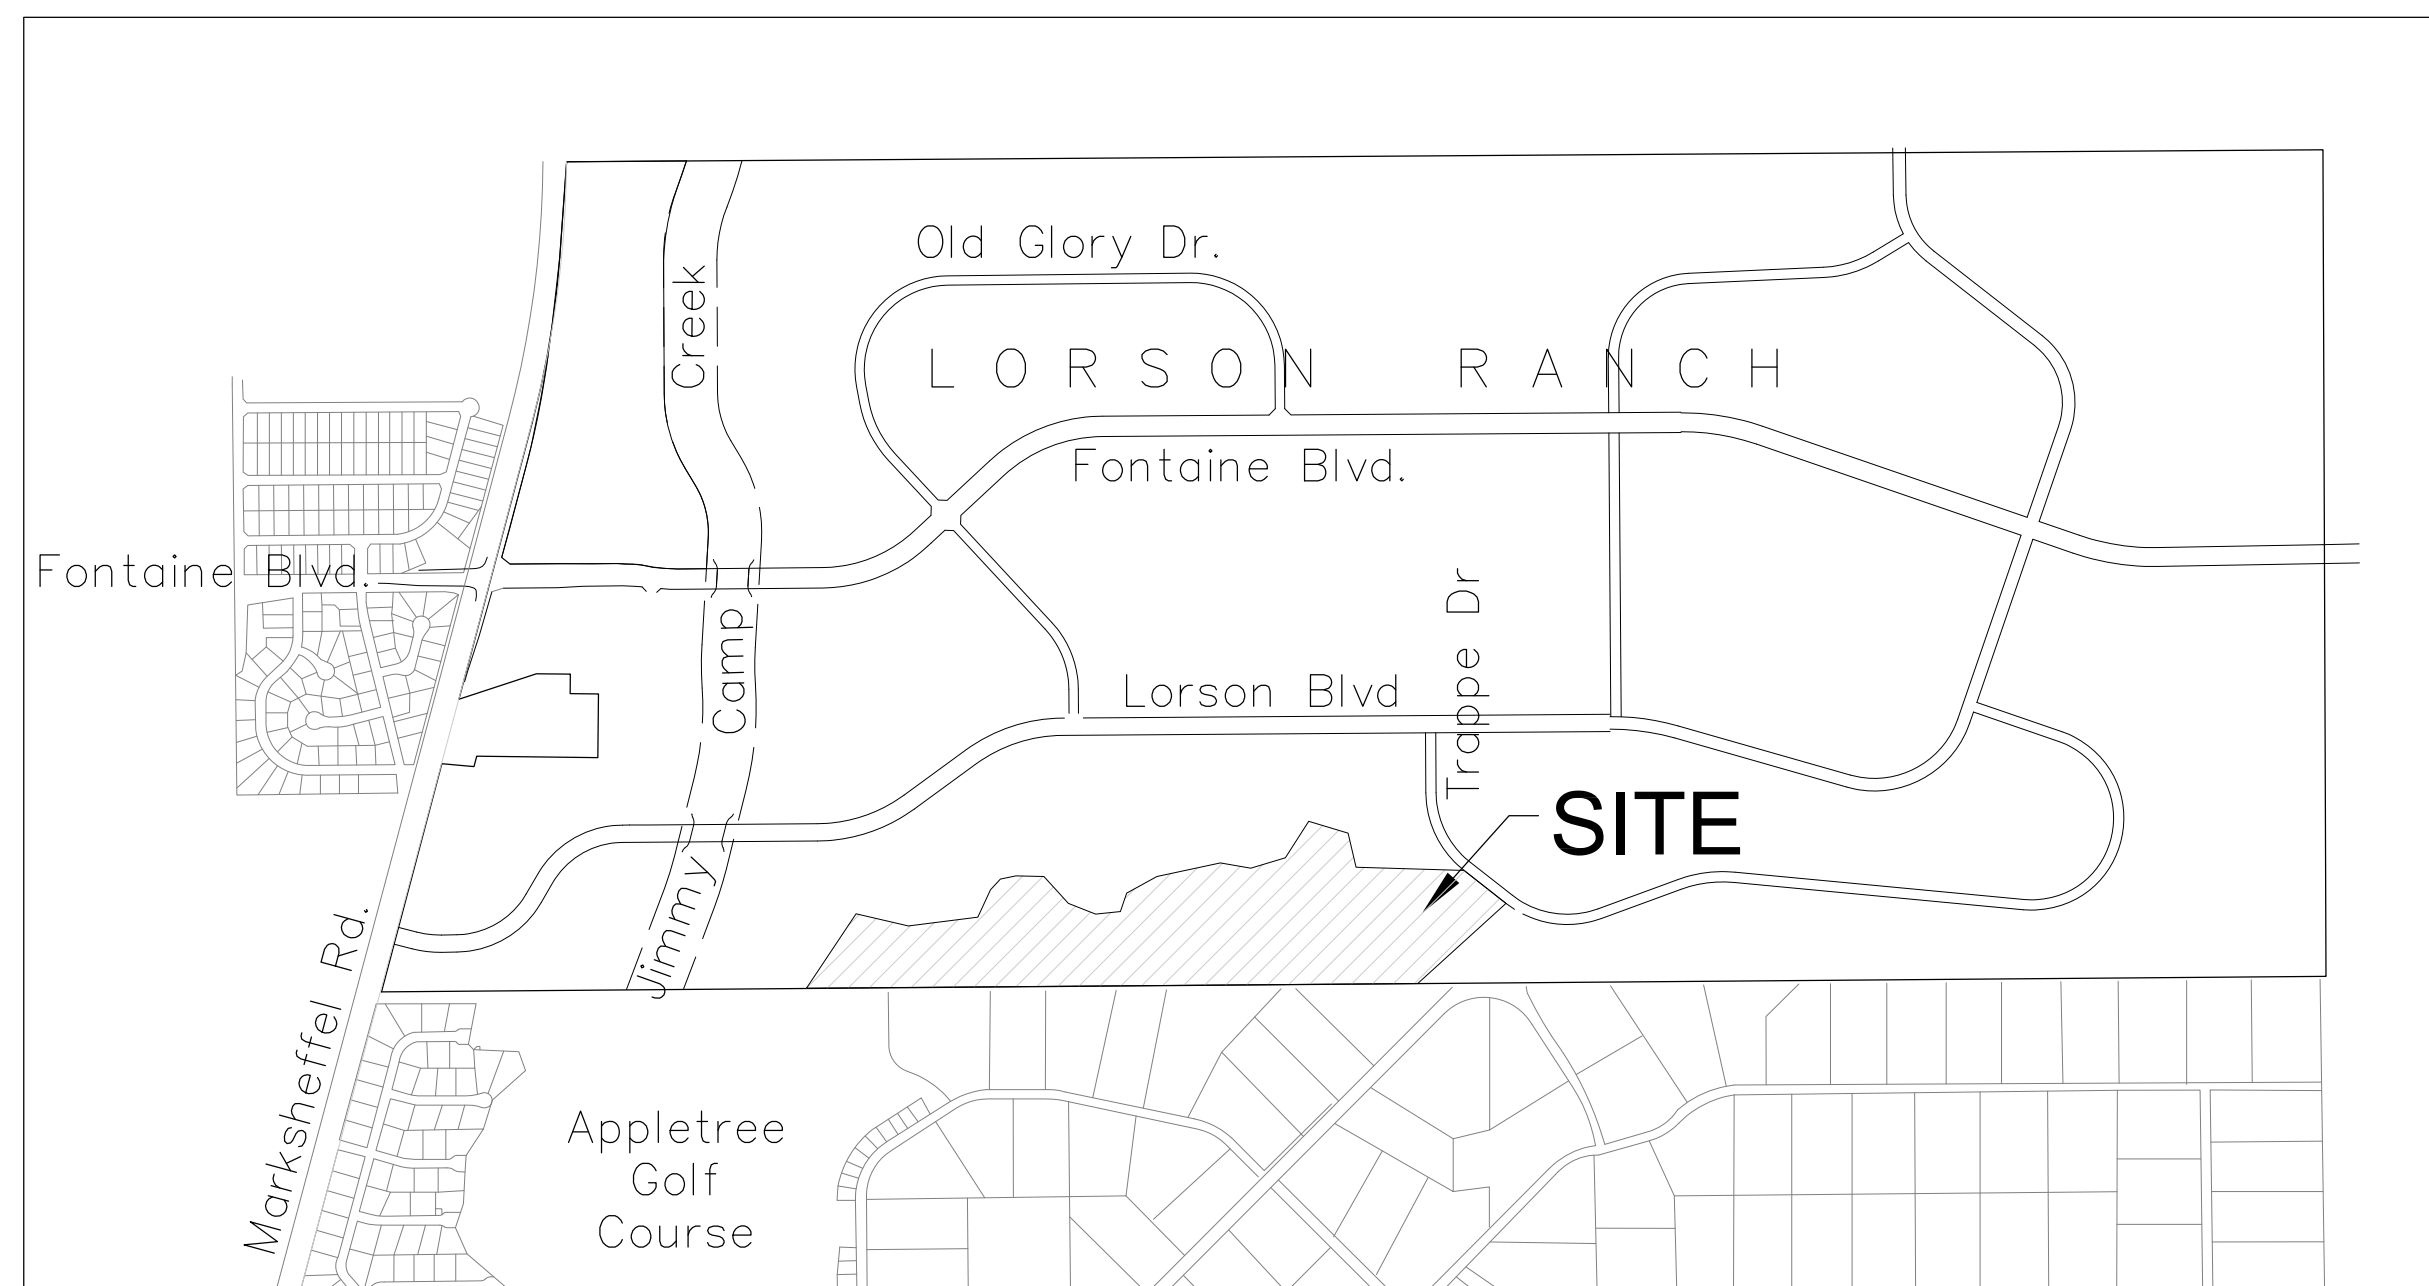 Old Glory Dr.
Creek
LORSON RANCH
Fontaine Blvd.
Fontaine Blvd.
Trappe Dr
Camp
Lorson Blvd
SITE
Jimmy
Marksheffel Rd.
Appletree
Golf
Course